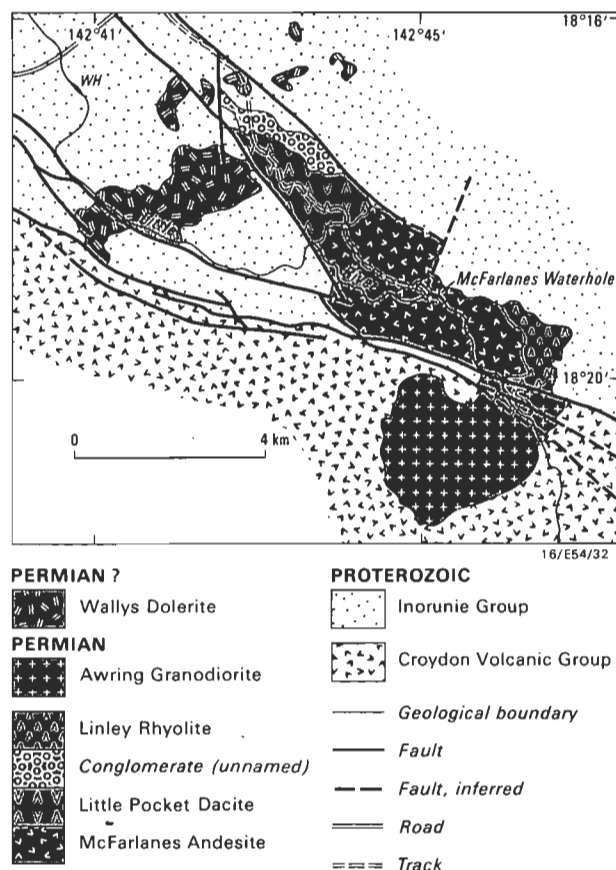 142°41'
142°45'
18°16'
WH
McFarlanes Waterhole
18°20'
0
4 km
16/E54/32
PERMIAN ?
Wallys Dolerite
PERMIAN
Awring Granodiorite
Linley Rhyolite
Conglomerate (unnamed)
Little Pocket Dacite
McFarlanes Andesite
PROTEROZOIC
Inorunie Group
Croydon Volcanic Group
Geological boundary
Fault
Fault, inferred
Road
Track